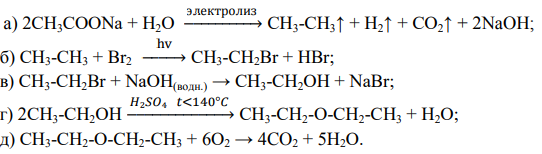 а) 2CH₃COONa + H₂O —электролиз→ CH₃-CH₃↑ + H₂↑ + CO₂↑ + 2NaOH;
б) CH₃-CH₃ + Br₂ —hv→ CH₃-CH₂Br + HBr;
в) CH₃-CH₂Br + NaOH₍водн.₎ → CH₃-CH₂OH + NaBr;
г) 2CH₃-CH₂OH —H₂SO₄ t<140°C→ CH₃-CH₂-O-CH₂-CH₃ + H₂O;
д) CH₃-CH₂-O-CH₂-CH₃ + 6O₂ → 4CO₂ + 5H₂O.